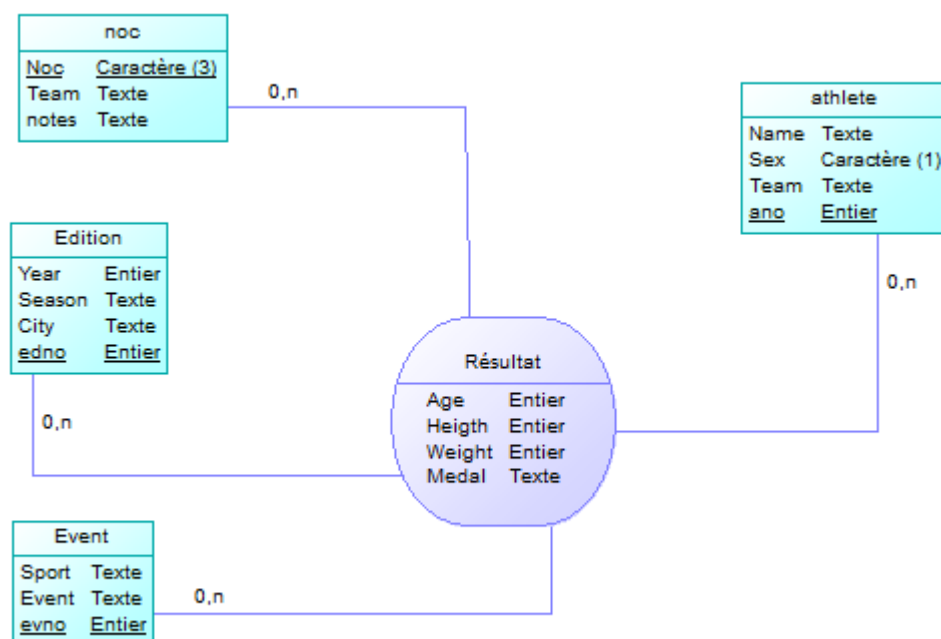 noc
Noc Caractère (3)
Team Texte
notes Texte
0,n
athlete
Name Texte
Sex Caractère (1)
Team Texte
ano Entier
0,n
Edition
Year Entier
Season Texte
City Texte
edno Entier
0,n
Résultat
Age Entier
Heigth Entier
Weight Entier
Medal Texte
Event
Sport Texte
Event Texte
evno Entier
0,n